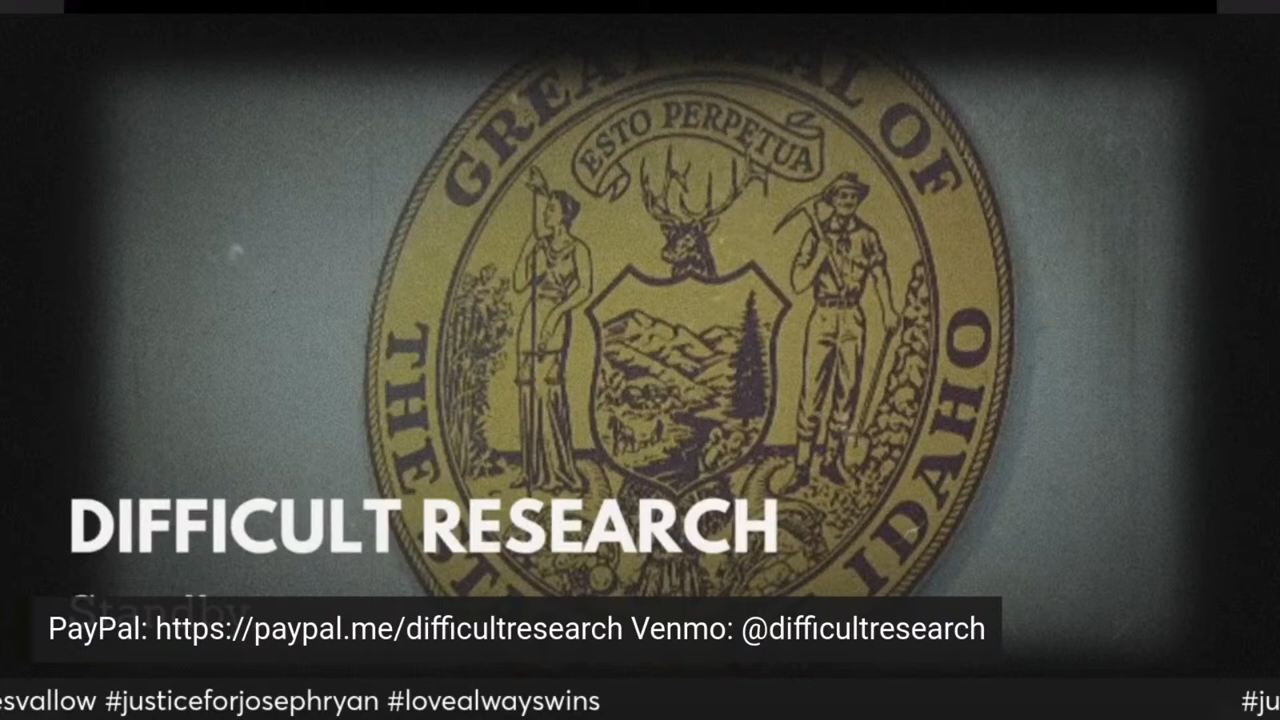 GREAT SEAL OF
THE
IDAHO
ESTO PERPETUA
DIFFICULT RESEARCH
Standby
PayPal: https://paypal.me/difficultresearch Venmo: @difficultresearch
esvallow #justiceforjosephryan #lovealwayswins
#ju